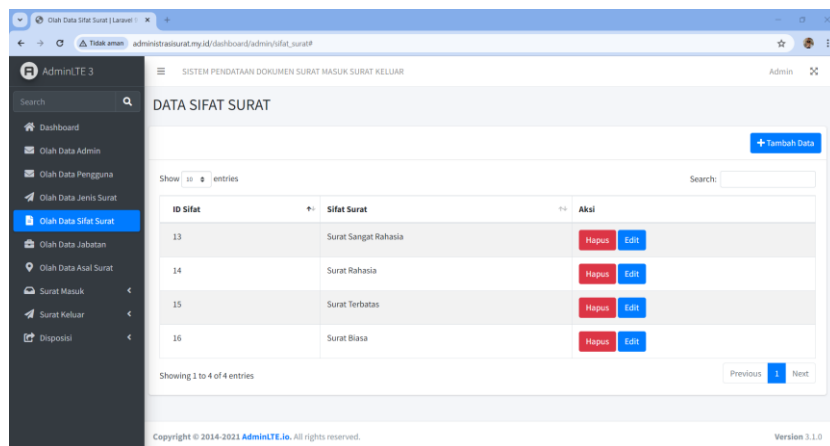 Olah Data Sifat Surat | Laravel
Tidak aman administrasisurat.my.id/dashboard/admin/sifat_surat#
AdminLTE 3
SISTEM PENDATAAN DOKUMEN SURAT MASUK SURAT KELUAR
Admin
Search
DATA SIFAT SURAT
Dashboard
Olah Data Admin
Olah Data Pengguna
Olah Data Jenis Surat
Olah Data Sifat Surat
Olah Data Jabatan
Olah Data Asal Surat
Surat Masuk
Surat Keluar
Disposisi
+ Tambah Data
Show 10 entries
Search:
ID Sifat Sifat Surat Aksi
13 Surat Sangat Rahasia Hapus Edit
14 Surat Rahasia Hapus Edit
15 Surat Terbatas Hapus Edit
16 Surat Biasa Hapus Edit
Showing 1 to 4 of 4 entries
Previous 1 Next
Copyright © 2014-2021 AdminLTE.io. All rights reserved.
Version 3.1.0